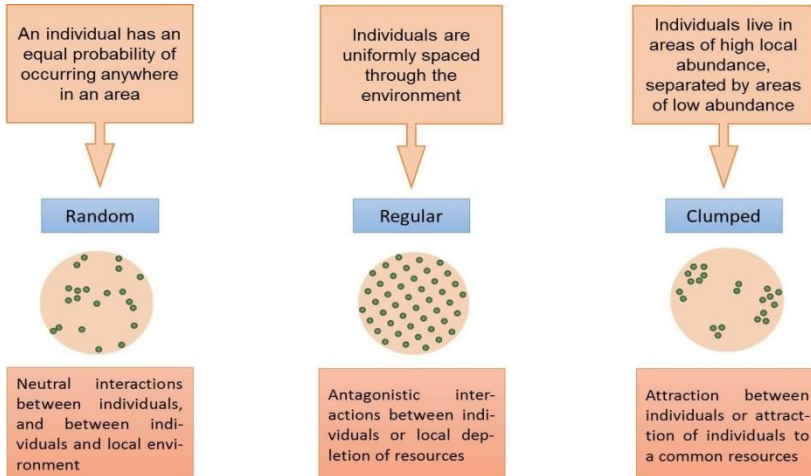 An individual has an
equal probability of
occurring anywhere
in an area
Individuals are
uniformly spaced
through the
environment
Individuals live in
areas of high local
abundance,
separated by areas
of low abundance
Random
Regular
Clumped
Neutral interactions
between individuals,
and between indi-
viduals and local envi-
ronment
Antagonistic inter-
actions between indi-
viduals or local dep-
letion of resources
Attraction between
individuals or attract-
tion of individuals to
a common resources